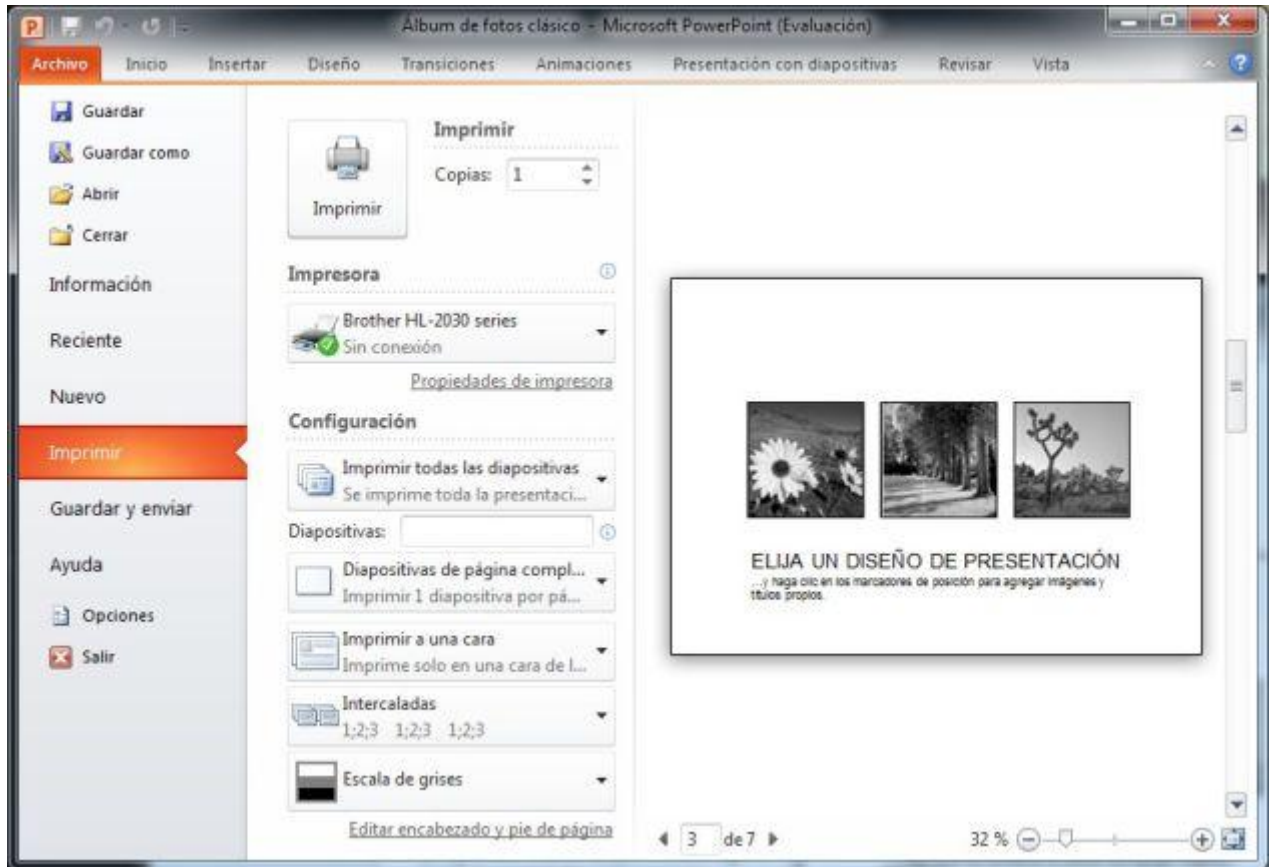 Álbum de fotos clásico - Microsoft PowerPoint (Evaluación)
Archivo Inicio Insertar Diseño Transiciones Animaciones Presentación con diapositivas Revisar Vista
Guardar
Guardar como
Abrir
Cerrar
Información
Reciente
Nuevo
Imprimir
Guardar y enviar
Ayuda
Opciones
Salir
Imprimir
Imprimir
Copias: 1
Impresora
Brother HL-2030 series
Sin conexión
Propiedades de impresora
Configuración
Imprimir todas las diapositivas
Se imprime toda la presentaci...
Diapositivas:
Diapositivas de página compl...
Imprimir 1 diapositiva por pá...
Imprimir a una cara
Imprime solo en una cara de l...
Intercaladas
1;2;3 1;2;3 1;2;3
Escala de grises
Editar encabezado y pie de página
ELIJA UN DISEÑO DE PRESENTACIÓN
...y haga clic en los marcadores de posición para agregar imágenes y
títulos propios.
3 de 7
32 %